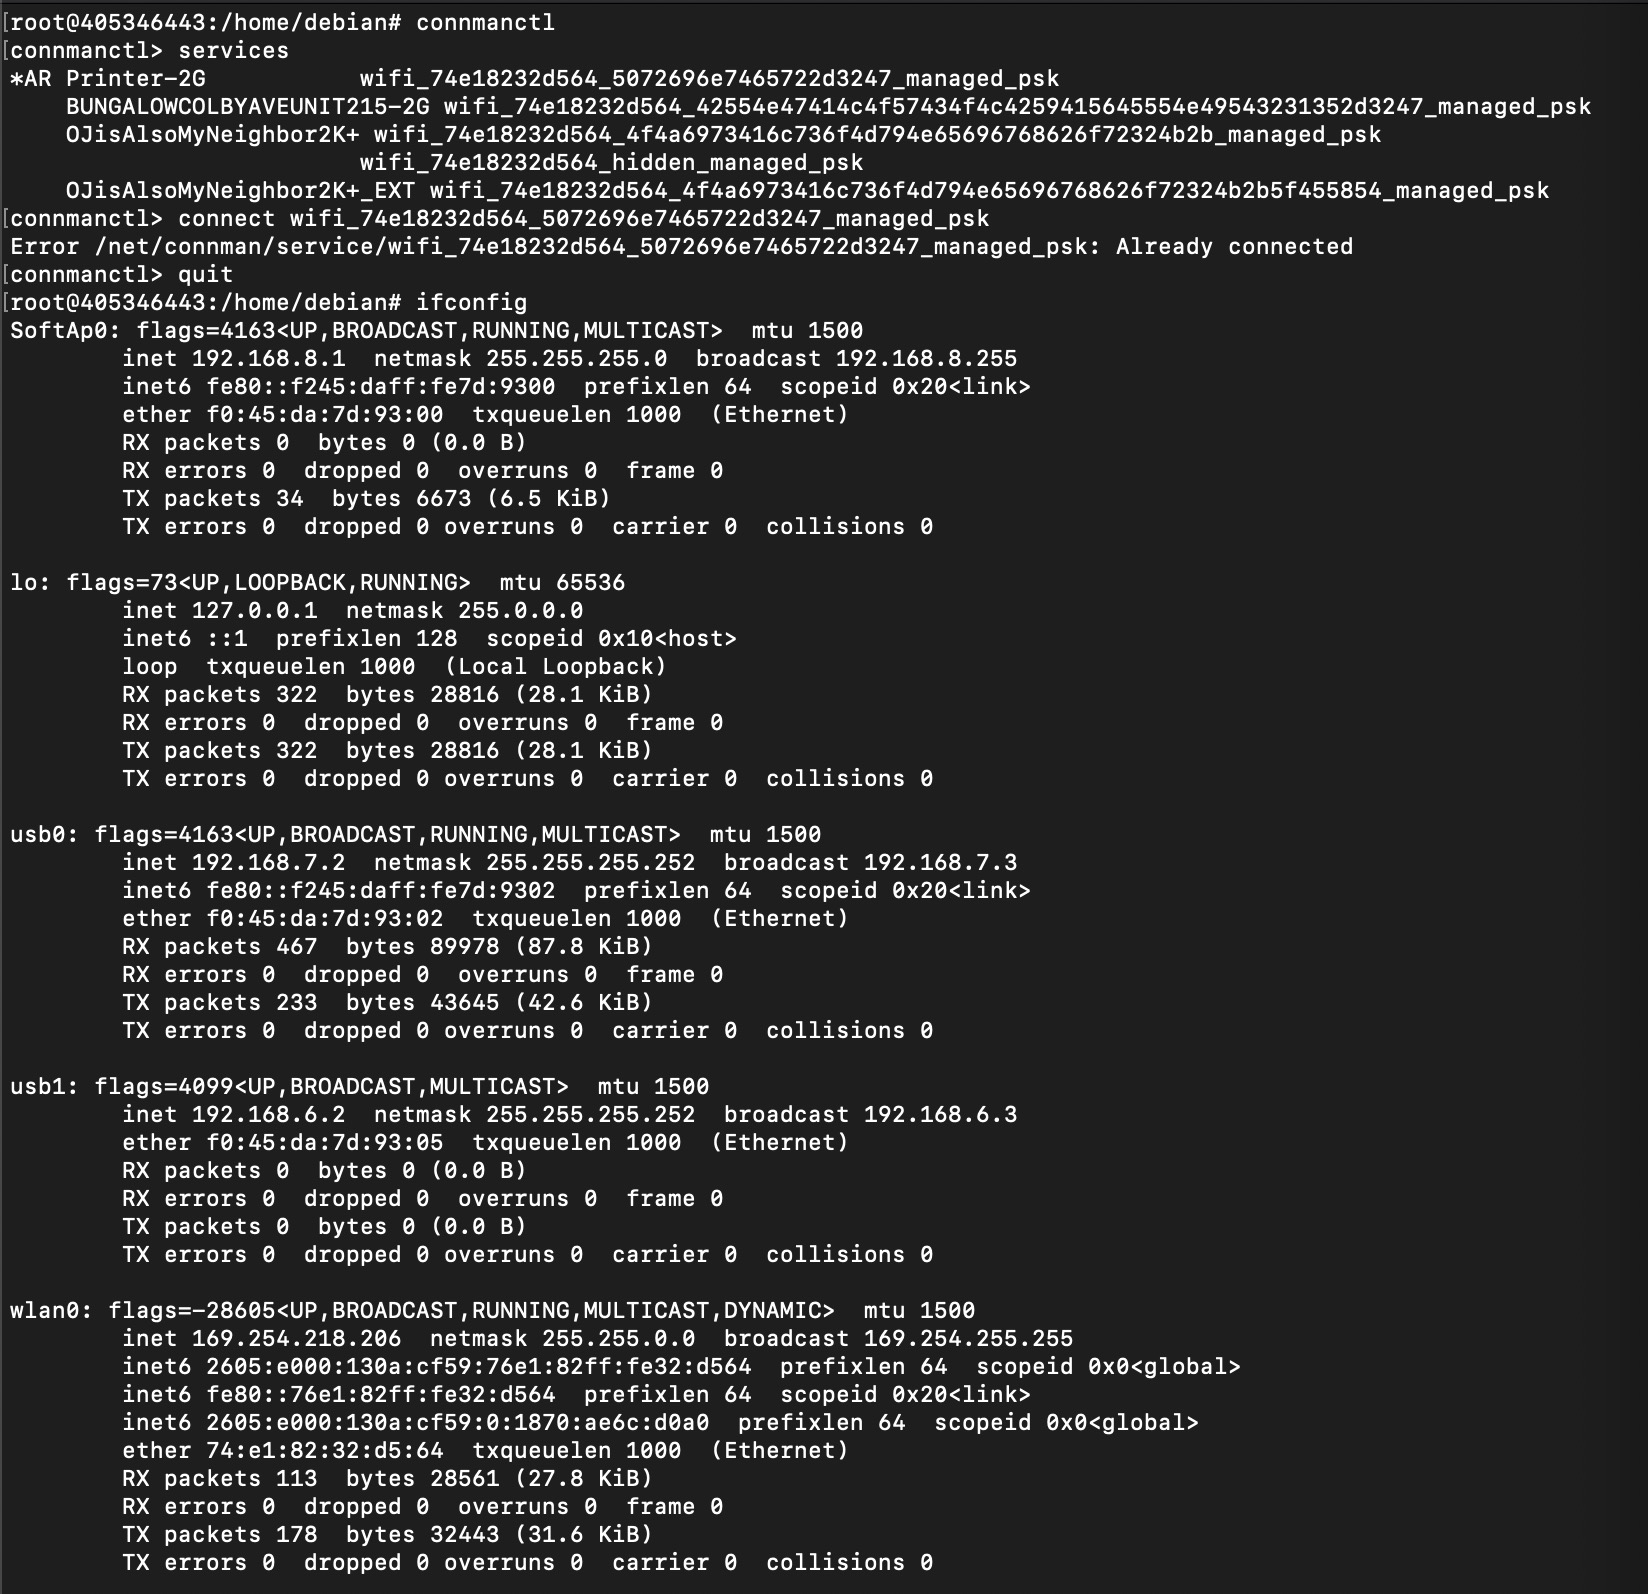 [root@405346443:/home/debian# connmanctl
[connmanctl> services
*AR Printer-2G           wifi_74e18232d564_5072696e7465722d3247_managed_psk
    BUNGALOWCOLBYAVEUNIT215-2G wifi_74e18232d564_42554e47414c4f57434f4c4259415645554e49543231352d3247_managed_psk
    OJisAlsoMyNeighbor2K+ wifi_74e18232d564_4f4a6973416c736f4d794e65696768626f72324b2b_managed_psk
                         wifi_74e18232d564_hidden_managed_psk
    OJisAlsoMyNeighbor2K+_EXT wifi_74e18232d564_4f4a6973416c736f4d794e65696768626f72324b2b5f455854_managed_psk
[connmanctl> connect wifi_74e18232d564_5072696e7465722d3247_managed_psk
Error /net/connman/service/wifi_74e18232d564_5072696e7465722d3247_managed_psk: Already connected
[connmanctl> quit
[root@405346443:/home/debian# ifconfig
SoftAp0: flags=4163<UP,BROADCAST,RUNNING,MULTICAST>  mtu 1500
        inet 192.168.8.1  netmask 255.255.255.0  broadcast 192.168.8.255
        inet6 fe80::f245:daff:fe7d:9300  prefixlen 64  scopeid 0x20<link>
        ether f0:45:da:7d:93:00  txqueuelen 1000  (Ethernet)
        RX packets 0  bytes 0 (0.0 B)
        RX errors 0  dropped 0  overruns 0  frame 0
        TX packets 34  bytes 6673 (6.5 KiB)
        TX errors 0  dropped 0 overruns 0  carrier 0  collisions 0

lo: flags=73<UP,LOOPBACK,RUNNING>  mtu 65536
        inet 127.0.0.1  netmask 255.0.0.0
        inet6 ::1  prefixlen 128  scopeid 0x10<host>
        loop  txqueuelen 1000  (Local Loopback)
        RX packets 322  bytes 28816 (28.1 KiB)
        RX errors 0  dropped 0  overruns 0  frame 0
        TX packets 322  bytes 28816 (28.1 KiB)
        TX errors 0  dropped 0 overruns 0  carrier 0  collisions 0

usb0: flags=4163<UP,BROADCAST,RUNNING,MULTICAST>  mtu 1500
        inet 192.168.7.2  netmask 255.255.255.252  broadcast 192.168.7.3
        inet6 fe80::f245:daff:fe7d:9302  prefixlen 64  scopeid 0x20<link>
        ether f0:45:da:7d:93:02  txqueuelen 1000  (Ethernet)
        RX packets 467  bytes 89978 (87.8 KiB)
        RX errors 0  dropped 0  overruns 0  frame 0
        TX packets 233  bytes 43645 (42.6 KiB)
        TX errors 0  dropped 0 overruns 0  carrier 0  collisions 0

usb1: flags=4099<UP,BROADCAST,MULTICAST>  mtu 1500
        inet 192.168.6.2  netmask 255.255.255.252  broadcast 192.168.6.3
        ether f0:45:da:7d:93:05  txqueuelen 1000  (Ethernet)
        RX packets 0  bytes 0 (0.0 B)
        RX errors 0  dropped 0  overruns 0  frame 0
        TX packets 0  bytes 0 (0.0 B)
        TX errors 0  dropped 0 overruns 0  carrier 0  collisions 0

wlan0: flags=-28605<UP,BROADCAST,RUNNING,MULTICAST,DYNAMIC>  mtu 1500
        inet 169.254.218.206  netmask 255.255.0.0  broadcast 169.254.255.255
        inet6 2605:e000:130a:cf59:76e1:82ff:fe32:d564  prefixlen 64  scopeid 0x0<global>
        inet6 fe80::76e1:82ff:fe32:d564  prefixlen 64  scopeid 0x20<link>
        inet6 2605:e000:130a:cf59:0:1870:ae6c:d0a0  prefixlen 64  scopeid 0x0<global>
        ether 74:e1:82:32:d5:64  txqueuelen 1000  (Ethernet)
        RX packets 113  bytes 28561 (27.8 KiB)
        RX errors 0  dropped 0  overruns 0  frame 0
        TX packets 178  bytes 32443 (31.6 KiB)
        TX errors 0  dropped 0 overruns 0  carrier 0  collisions 0